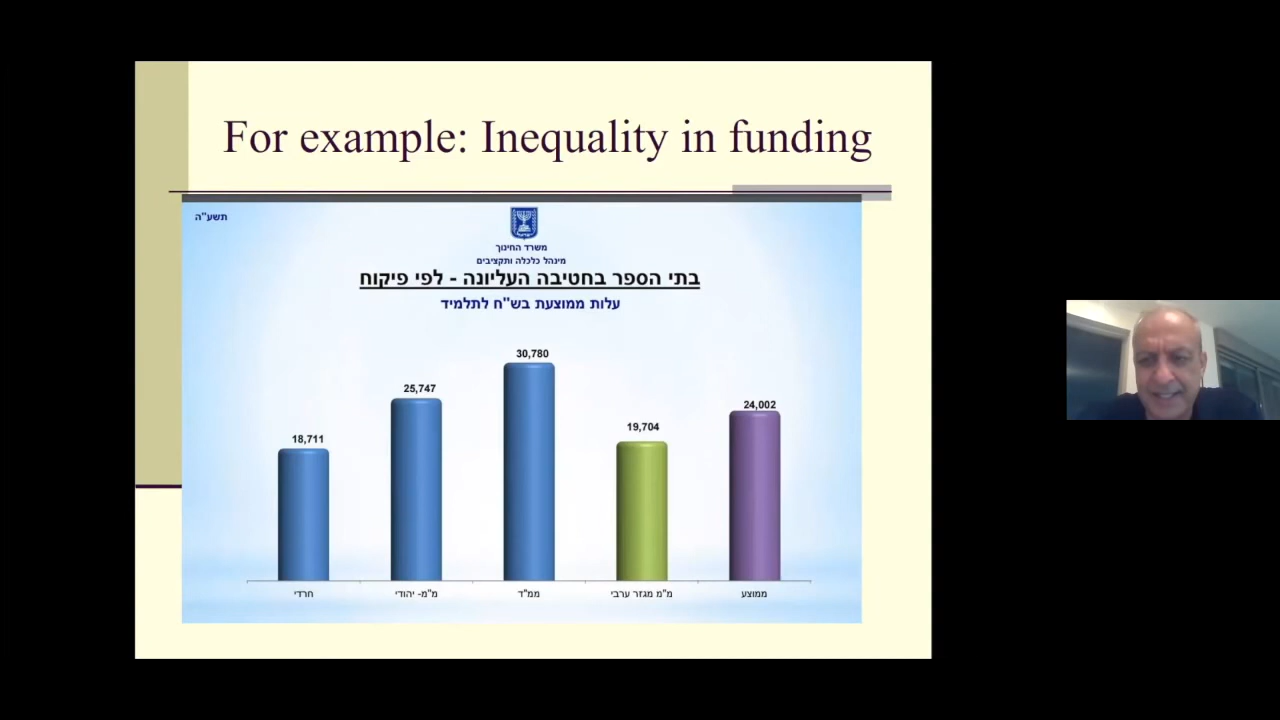 For example: Inequality in funding
תשע"ה
משרד החינוך
מינהל כלכלה ותקציבים
בתי הספר בחטיבה העליונה - לפי פיקוח
עלות ממוצעת בש"ח לתלמיד
18,711
25,747
30,780
19,704
24,002
חרדי
מ"מ- יהודי
ממ"ד
מ"מ מגזר ערבי
ממוצע